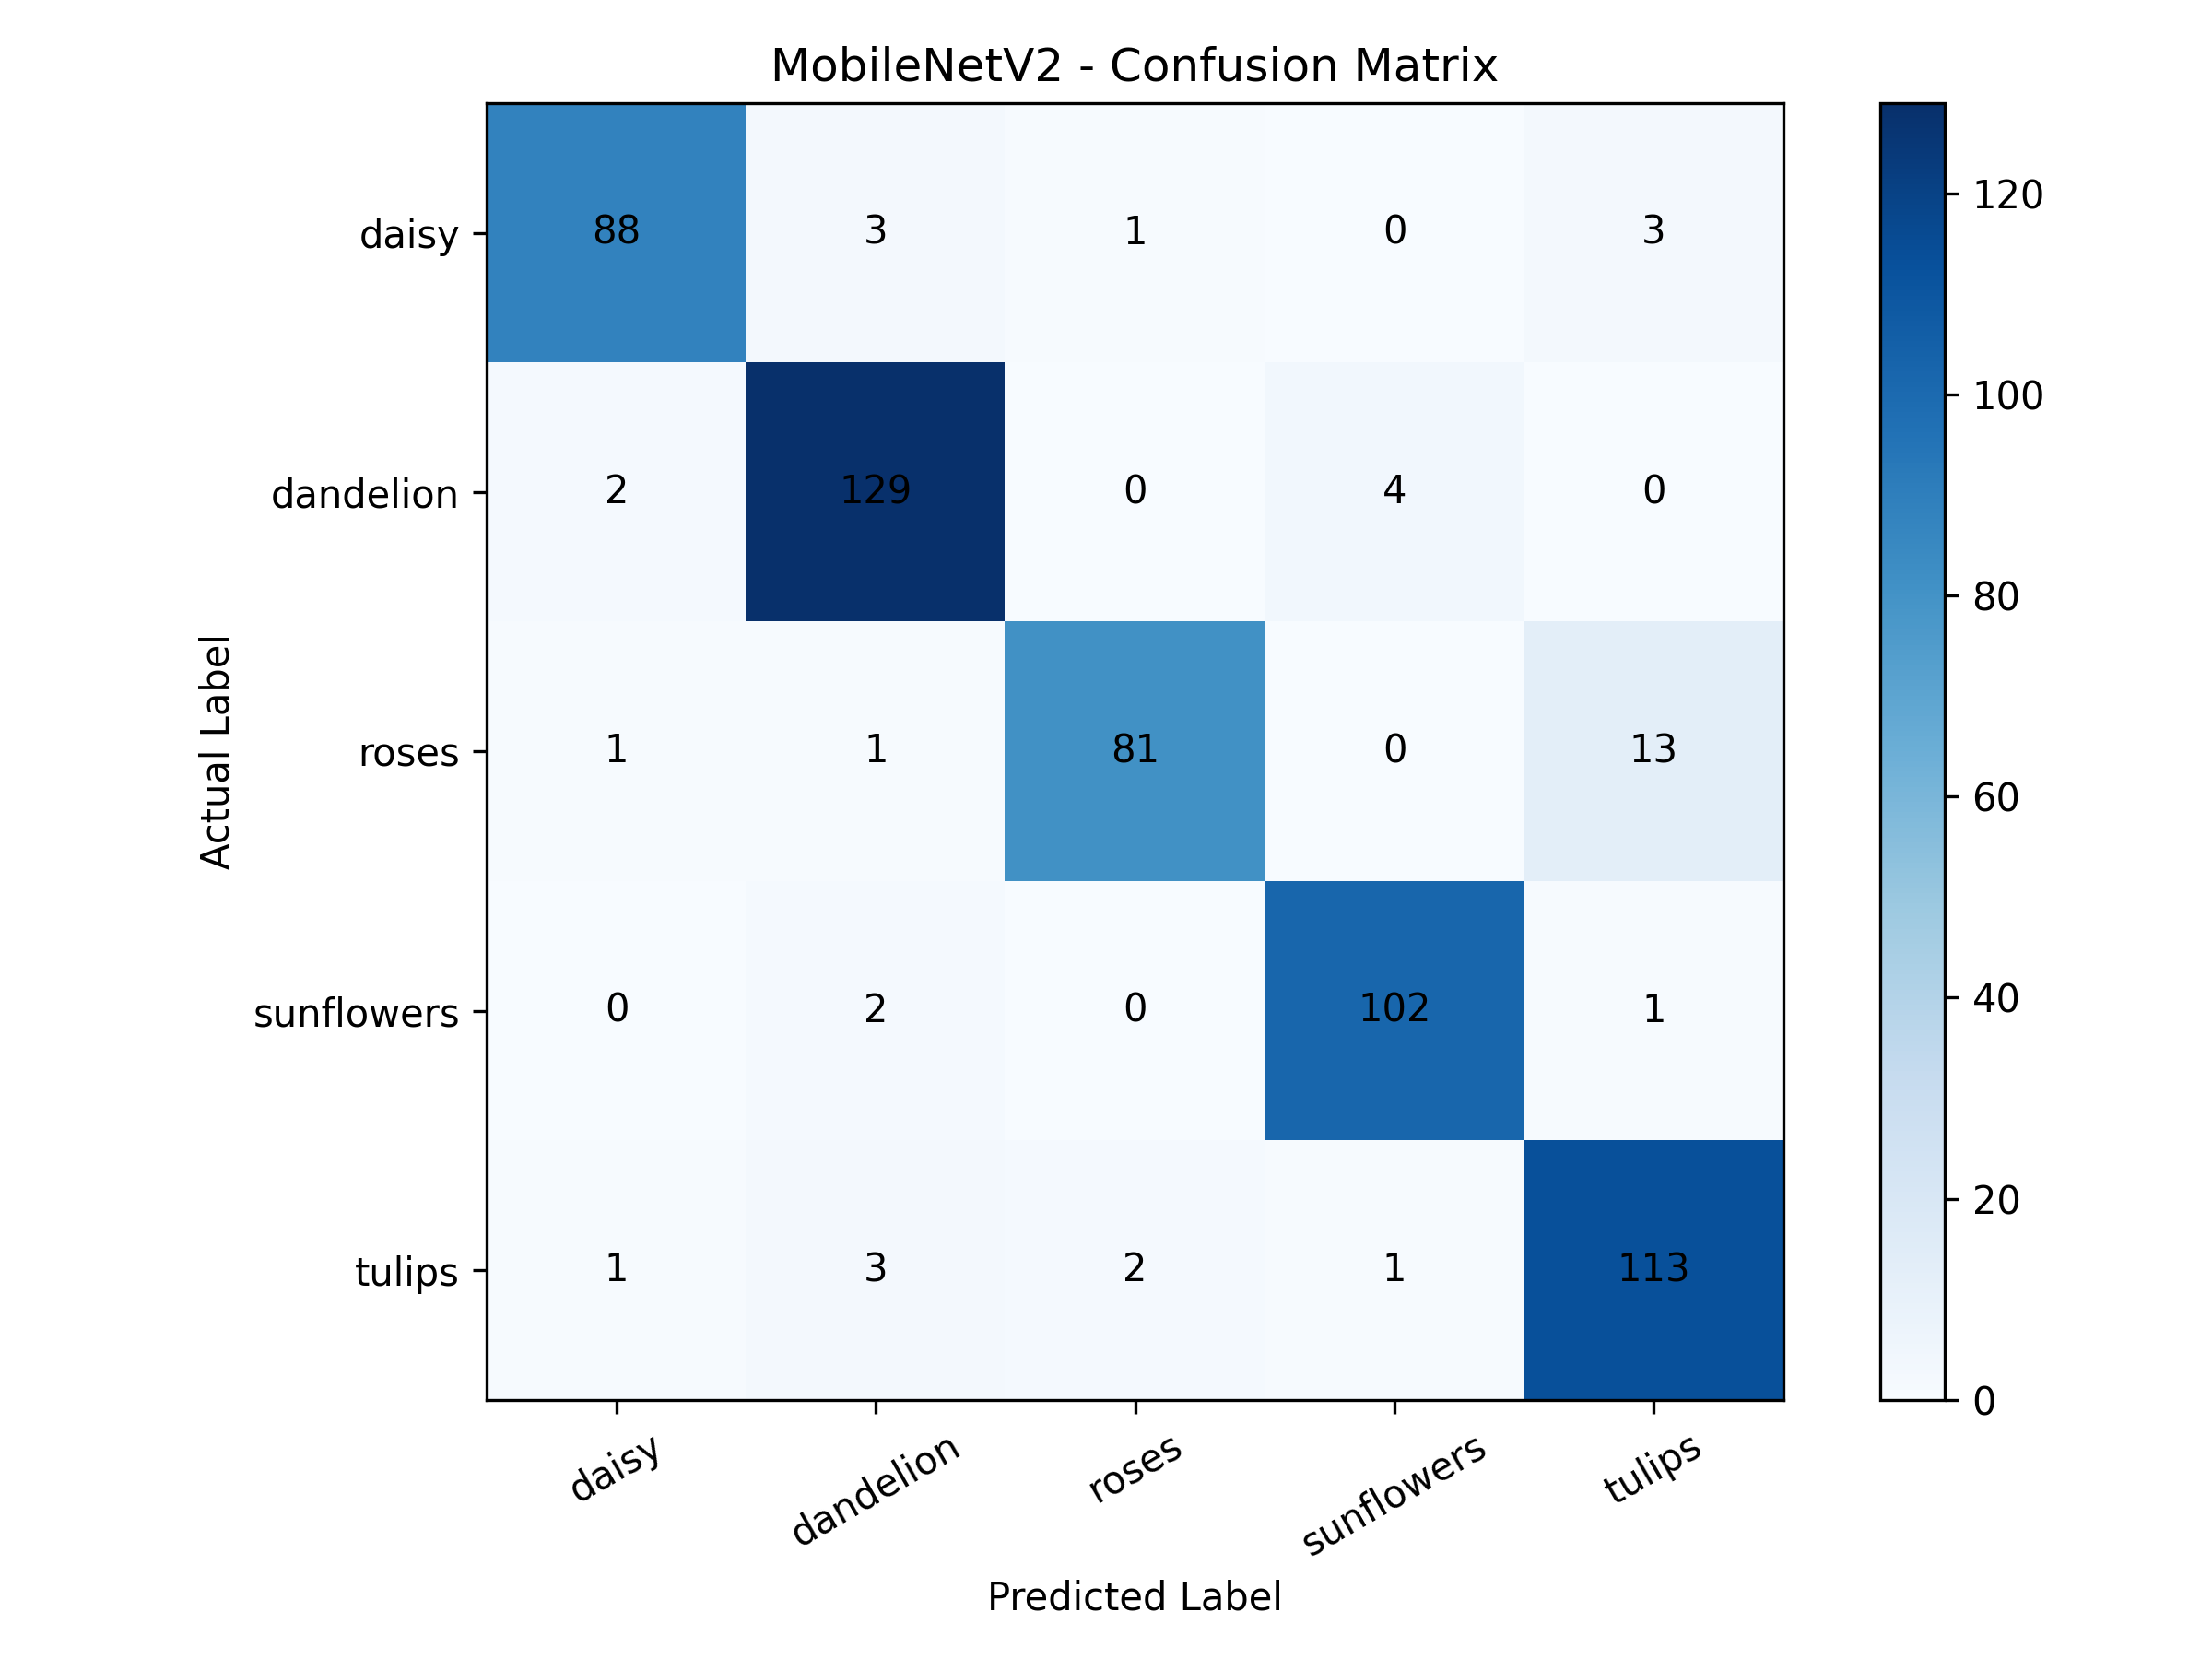 MobileNetV2 - Confusion Matrix
daisy 88 3 1 0 3
dandelion 2 129 0 4 0
roses 1 1 81 0 13
sunflowers 0 2 0 102 1
tulips 1 3 2 1 113
daisy dandelion roses sunflowers tulips
Predicted Label
Actual Label
120
100
80
60
40
20
0